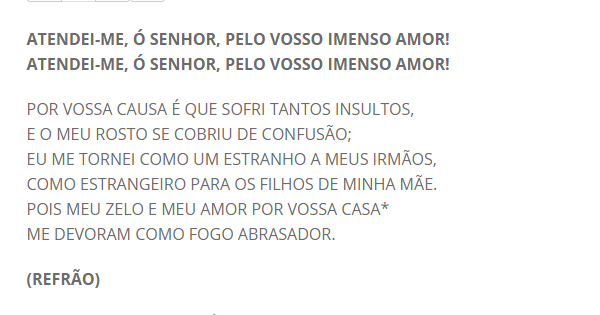 ATENDEI-ME, Ó SENHOR, PELO VOSSO IMENSO AMOR!
ATENDEI-ME, Ó SENHOR, PELO VOSSO IMENSO AMOR!
POR VOSSA CAUSA É QUE SOFRI TANTOS INSULTOS,
E O MEU ROSTO SE COBRIU DE CONFUSÃO;
EU ME TORNEI COMO UM ESTRANHO A MEUS IRMÃOS,
COMO ESTRANGEIRO PARA OS FILHOS DE MINHA MÃE.
POIS MEU ZELO E MEU AMOR POR VOSSA CASA*
ME DEVORAM COMO FOGO ABRASADOR.
(REFRÃO)